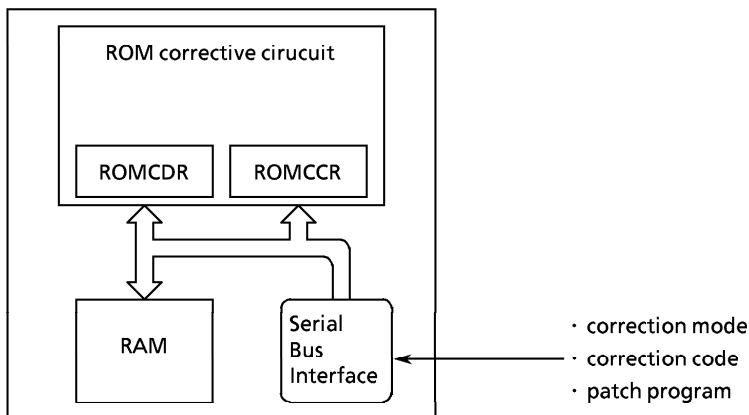 ROM corrective cirucuit
ROMCDR
ROMCCR
RAM
Serial
Bus
Interface
· correction mode
· correction code
· patch program